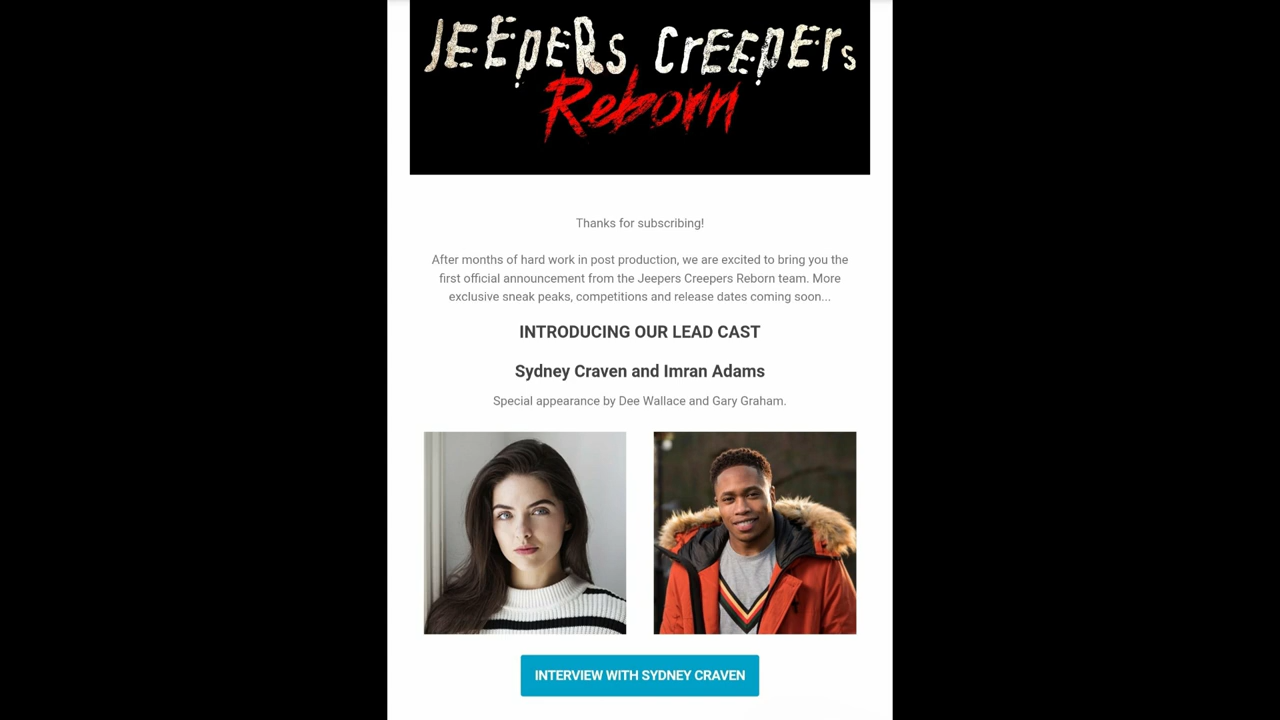 JEEPERS CREEPERS
Reborn
Thanks for subscribing!
After months of hard work in post production, we are excited to bring you the
first official announcement from the Jeepers Creepers Reborn team. More
exclusive sneak peaks, competitions and release dates coming soon...
INTRODUCING OUR LEAD CAST
Sydney Craven and Imran Adams
Special appearance by Dee Wallace and Gary Graham.
INTERVIEW WITH SYDNEY CRAVEN